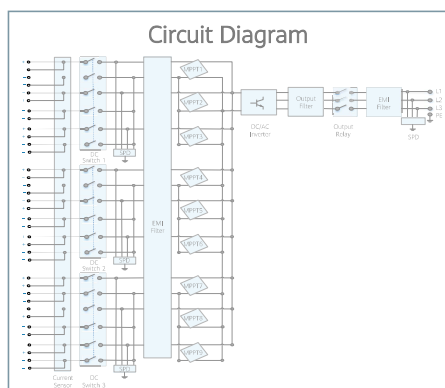 Circuit Diagram
MPPT1
MPPT2
MPPT3
MPPT4
MPPT5
MPPT6
MPPT7
MPPT8
MPPT9
EMI
Filter
DC/AC
Inverter
Output
Filter
Output
Relay
EMI
Filter
L1
L2
L3
PE
SPD
SPD
DC
Switch 1
SPD
DC
Switch 2
SPD
Current
Sensor
DC
Switch 3